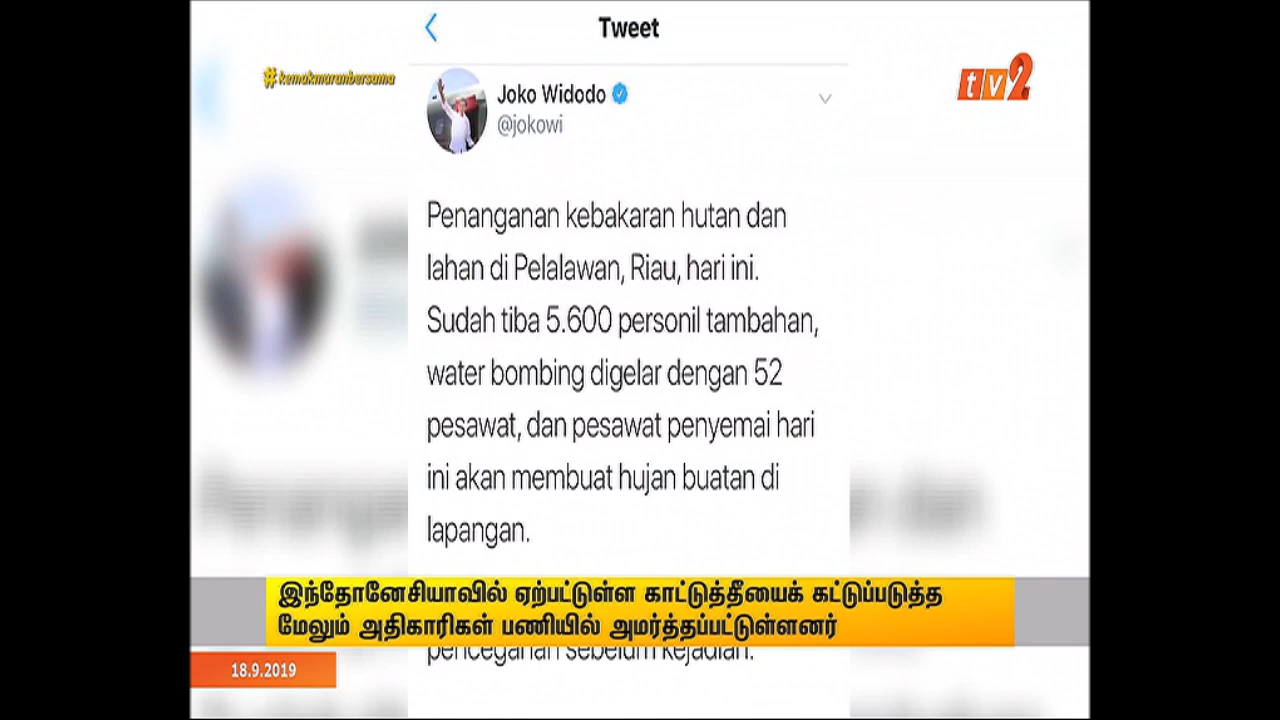 Tweet
#kemakmuranbersama
tv2
Joko Widodo
@jokowi
Penanganan kebakaran hutan dan
lahan di Pelalawan, Riau, hari ini.
Sudah tiba 5.600 personil tambahan,
water bombing digelar dengan 52
pesawat, dan pesawat penyemai hari
ini akan membuat hujan buatan di
lapangan.
இந்தோனேசியாவில் ஏற்பட்டுள்ள காட்டுத்தீயைக் கட்டுப்படுத்த
மேலும் அதிகாரிகள் பணியில் அமர்த்தப்பட்டுள்ளனர்
sebelum kejadian.
18.9.2019